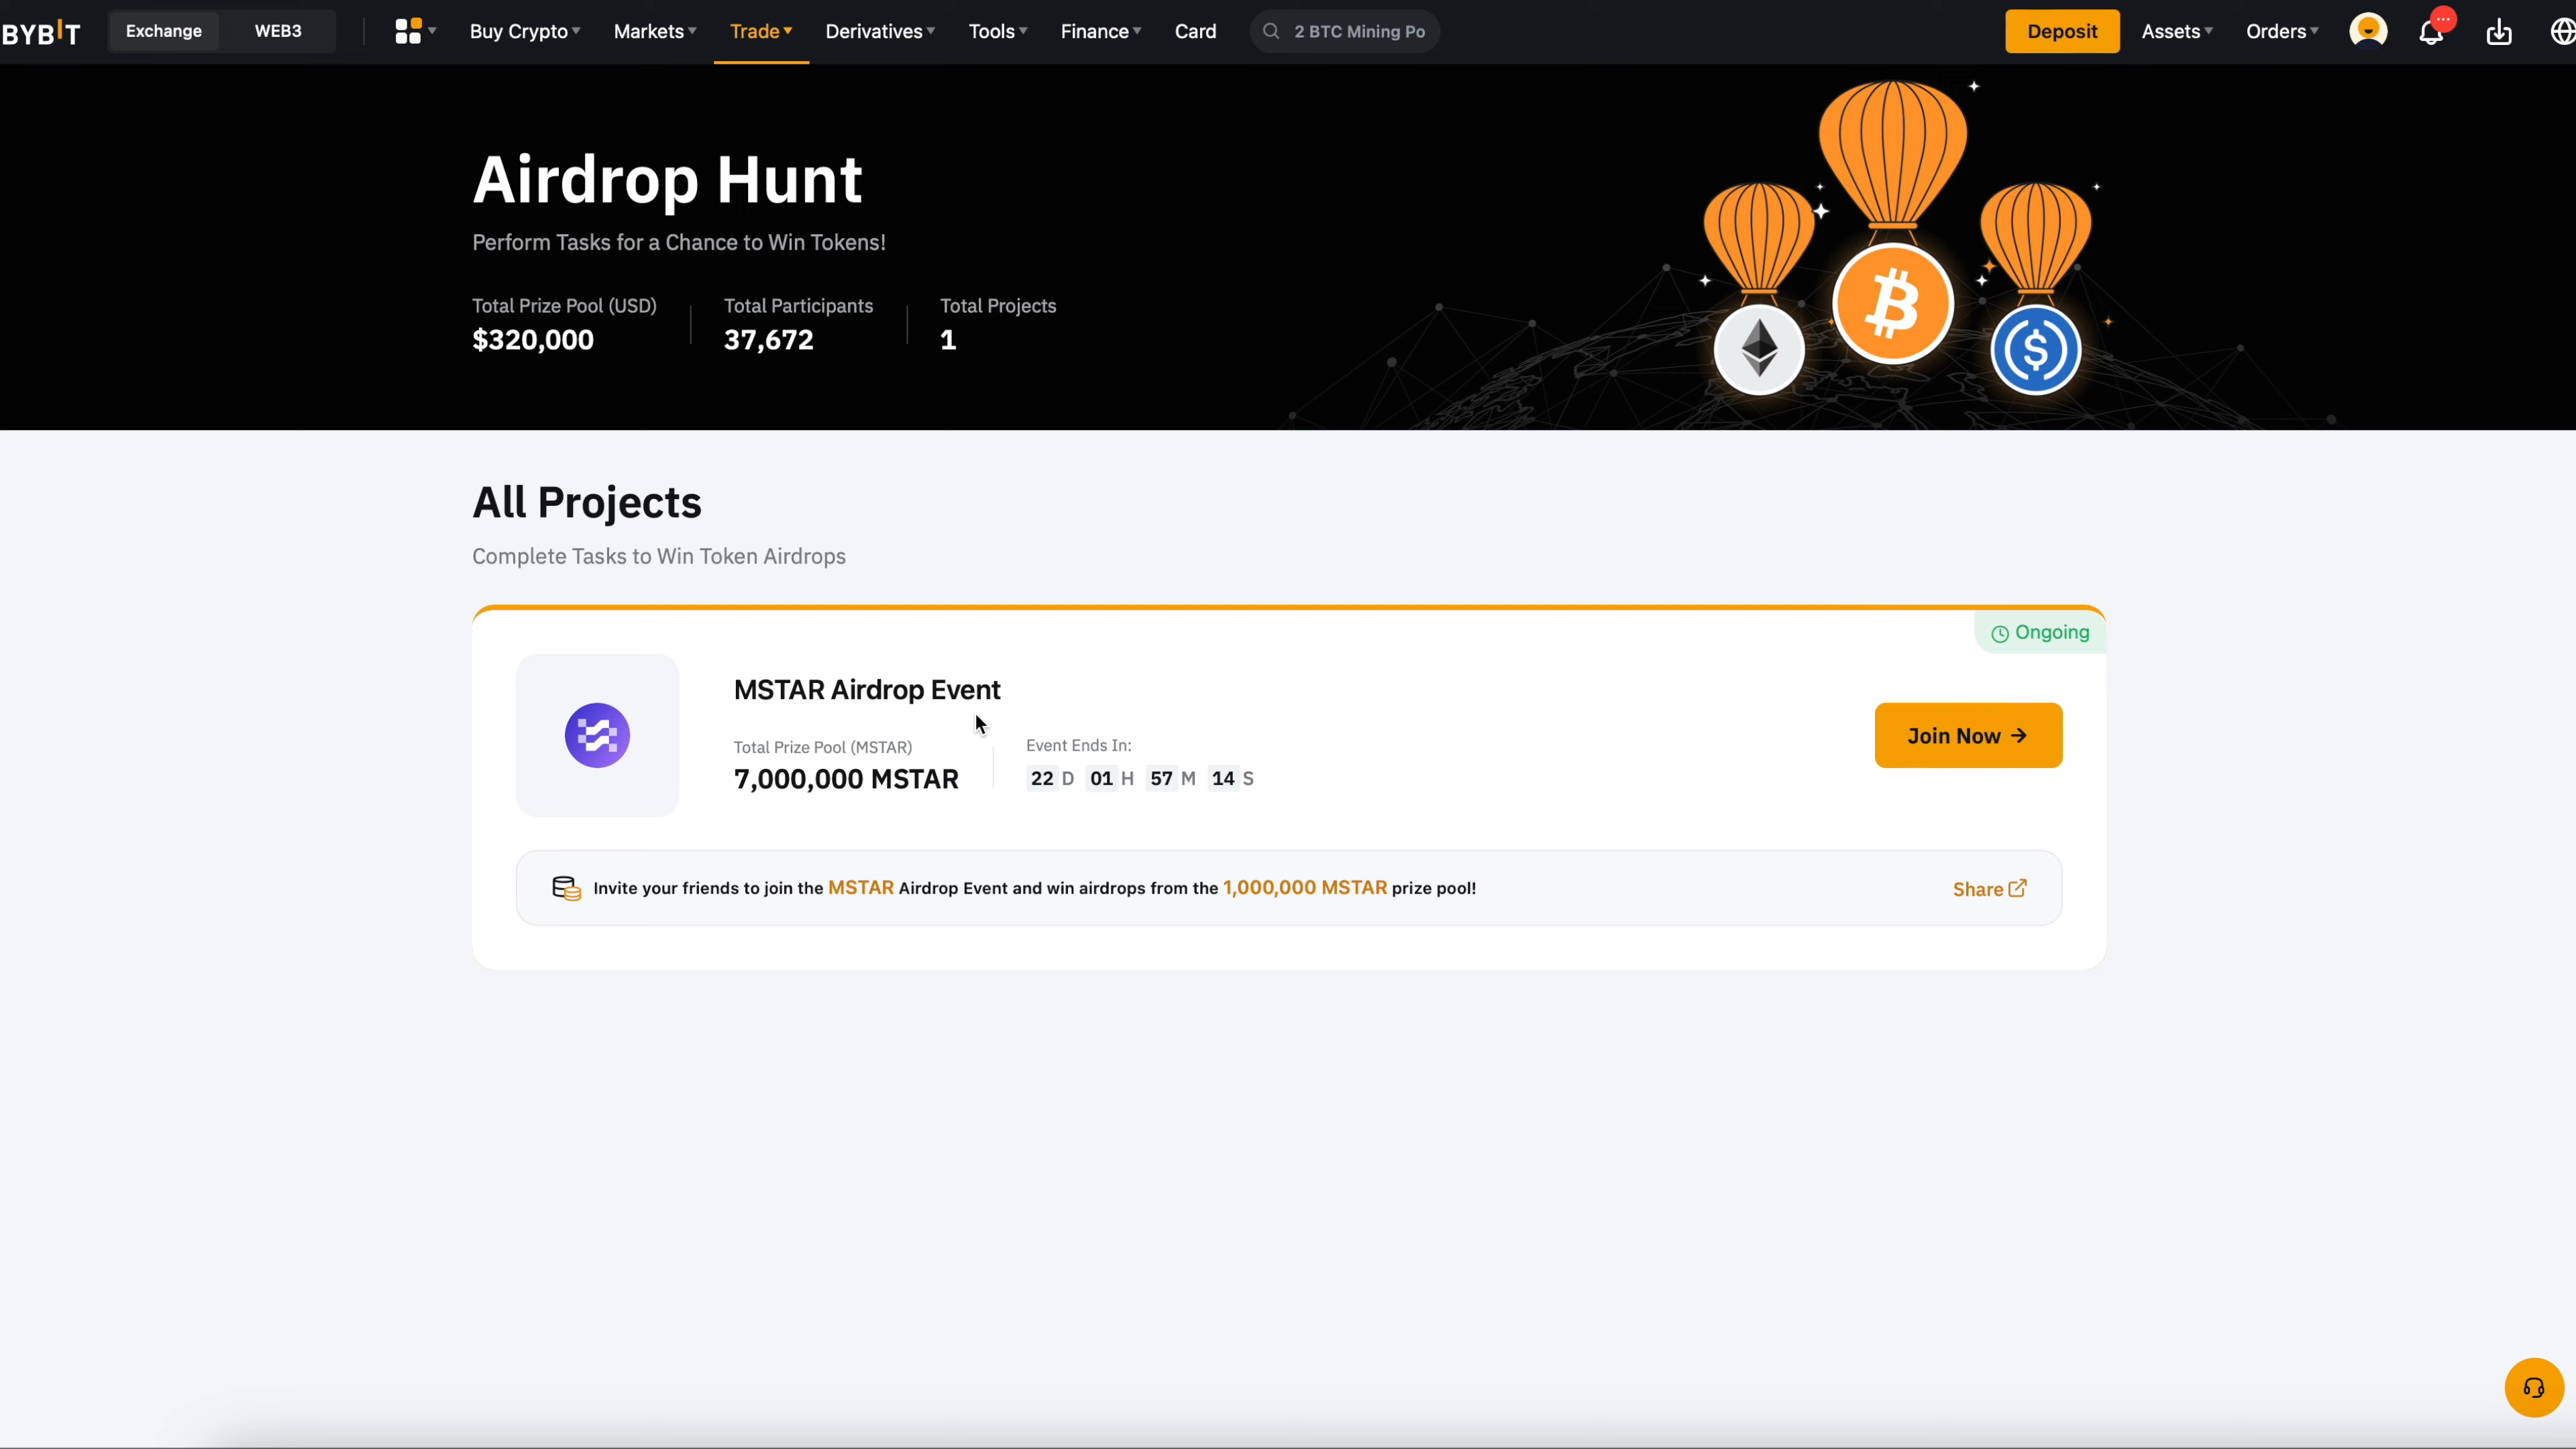 BYBIT Exchange WEB3 Buy Crypto Markets Trade Derivatives Tools Finance Card 2 BTC Mining Po Deposit Assets Orders
Airdrop Hunt
Perform Tasks for a Chance to Win Tokens!
Total Prize Pool (USD) Total Participants Total Projects
$320,000 37,672 1
All Projects
Complete Tasks to Win Token Airdrops
Ongoing
MSTAR Airdrop Event
Total Prize Pool (MSTAR) Event Ends In:
7,000,000 MSTAR 22 D 01 H 57 M 14 S
Join Now →
Invite your friends to join the MSTAR Airdrop Event and win airdrops from the 1,000,000 MSTAR prize pool! Share